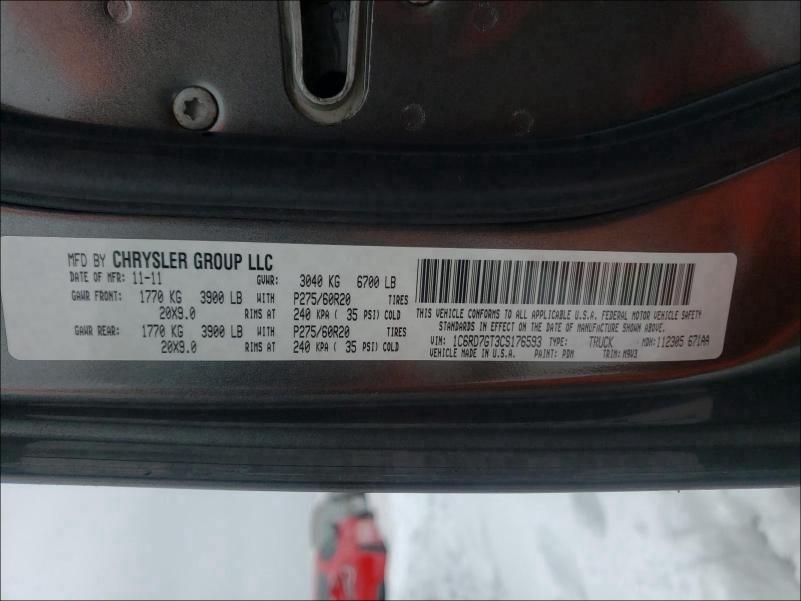 MFD BY CHRYSLER GROUP LLC
DATE OF MFR: 11-11 GVWR: 3040 KG 6700 LB
GAWR FRONT: 1770 KG 3900 LB WITH P275/60R20 TIRES
20X9.0 RIMS AT 240 KPA ( 35 PSI) COLD
GAWR REAR: 1770 KG 3900 LB WITH P275/60R20 TIRES
20X9.0 RIMS AT 240 KPA ( 35 PSI) COLD
THIS VEHICLE CONFORMS TO ALL APPLICABLE U.S.A. FEDERAL MOTOR VEHICLE SAFETY
STANDARDS IN EFFECT ON THE DATE OF MANUFACTURE SHOWN ABOVE.
VIN: 1C6RD7GT3CS176593 TYPE: TRUCK MDH: 112305 671AA
VEHICLE MADE IN U.S.A. PAINT: PDM TRIM: M9V3